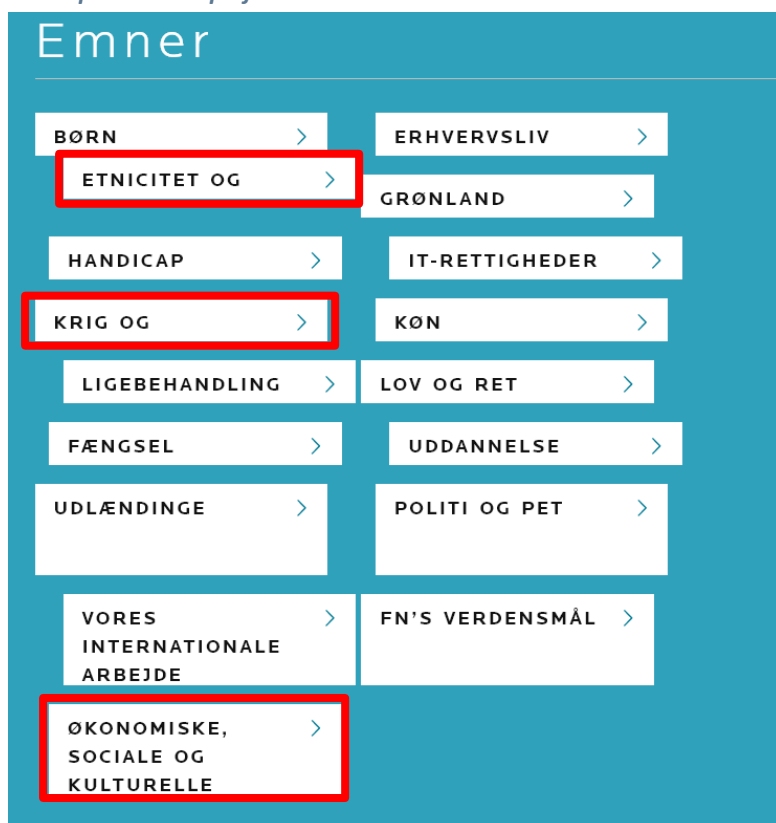 Emner
BØRN
ERHVERVSLIV
ETNICITET OG
GRØNLAND
HANDICAP
IT-RETTIGHEDER
KRIG OG
KØN
LIGEBEHANDLING
LOV OG RET
FÆNGSEL
UDDANNELSE
UDLÆNDINGE
POLITI OG PET
VORES
INTERNATIONALE
ARBEJDE
FN'S VERDENSMÅL
ØKONOMISKE,
SOCIALE OG
KULTURELLE